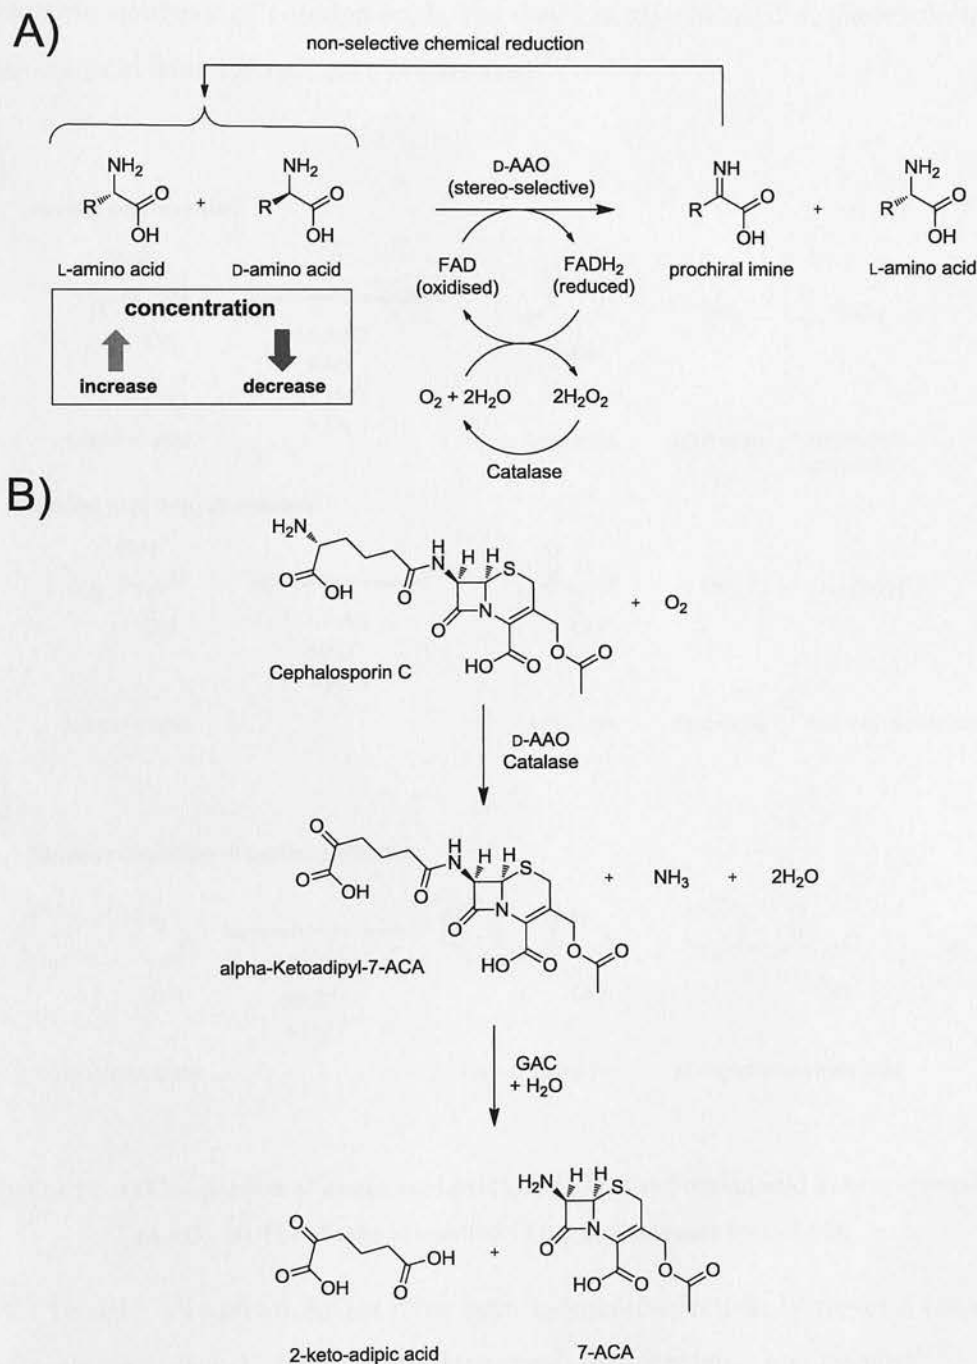 A)
non-selective chemical reduction
NH₂
R
O
OH
L-amino acid
+
NH₂
R
O
OH
D-amino acid
D-AAO
(stereo-selective)
FAD
(oxidised)
FADH₂
(reduced)
O₂ + 2H₂O
2H₂O₂
Catalase
NH
R
O
OH
prochiral imine
+
NH₂
R
O
OH
L-amino acid
concentration
increase
decrease
B)
H₂N
O
OH
O
H
N
H
H
S
N
O
HO
O
O
O
+ O₂
Cephalosporin C
D-AAO
Catalase
O
O
OH
O
H
N
H
H
S
N
O
HO
O
O
O
+ NH₃ + 2H₂O
alpha-Ketoadipyl-7-ACA
GAC
+ H₂O
O
O
OH
O
OH
+
H₂N
H
H
S
N
O
HO
O
O
O
2-keto-adipic acid
7-ACA